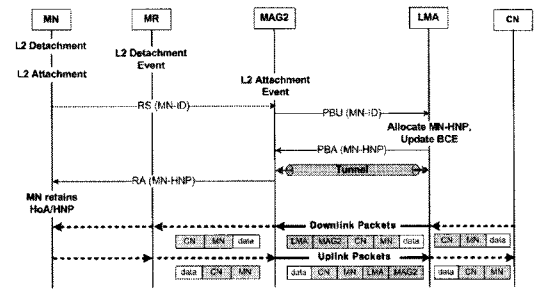 MN MR MAG2 LMA CN
L2 Detachment
L2 Detachment
Event
L2 Attachment
L2 Attachment
Event
RS (MN-ID)
PBU (MN-ID)
Allocate MN-HNP,
Update BCE
PBA (MN-HNP)
Tunnel
RA (MN-HNP)
MN retains
HoA/HNP
Downlink Packets
CN MN data LMA MAG2 CN MN data CN MN data
Uplink Packets
data CN MN data CN MN LMA MAG2 data CN MN